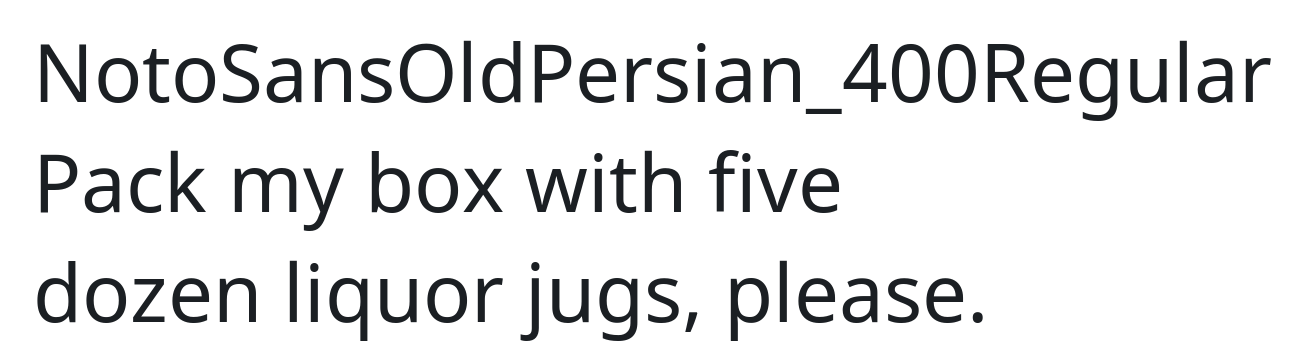 NotoSansOldPersian_400Regular
Pack my box with five
dozen liquor jugs, please.